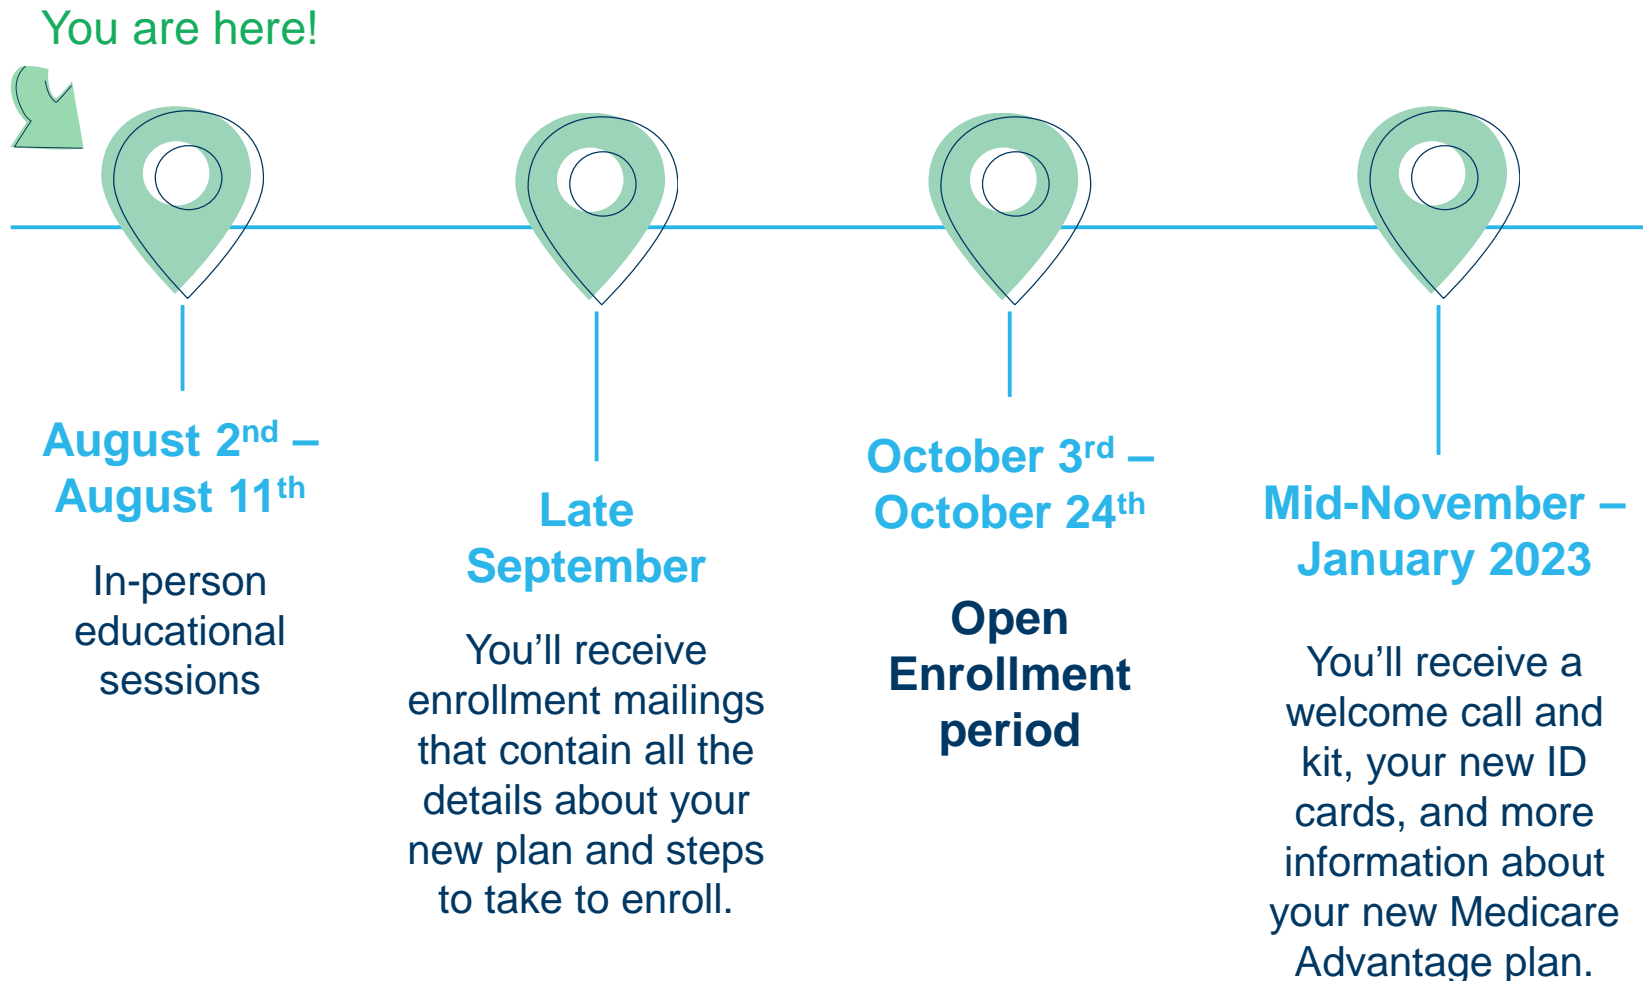 You are here!
August 2nd –
August 11th
In-person
educational
sessions
Late
September
You’ll receive
enrollment mailings
that contain all the
details about your
new plan and steps
to take to enroll.
October 3rd –
October 24th
Open
Enrollment
period
Mid-November –
January 2023
You’ll receive a
welcome call and
kit, your new ID
cards, and more
information about
your new Medicare
Advantage plan.